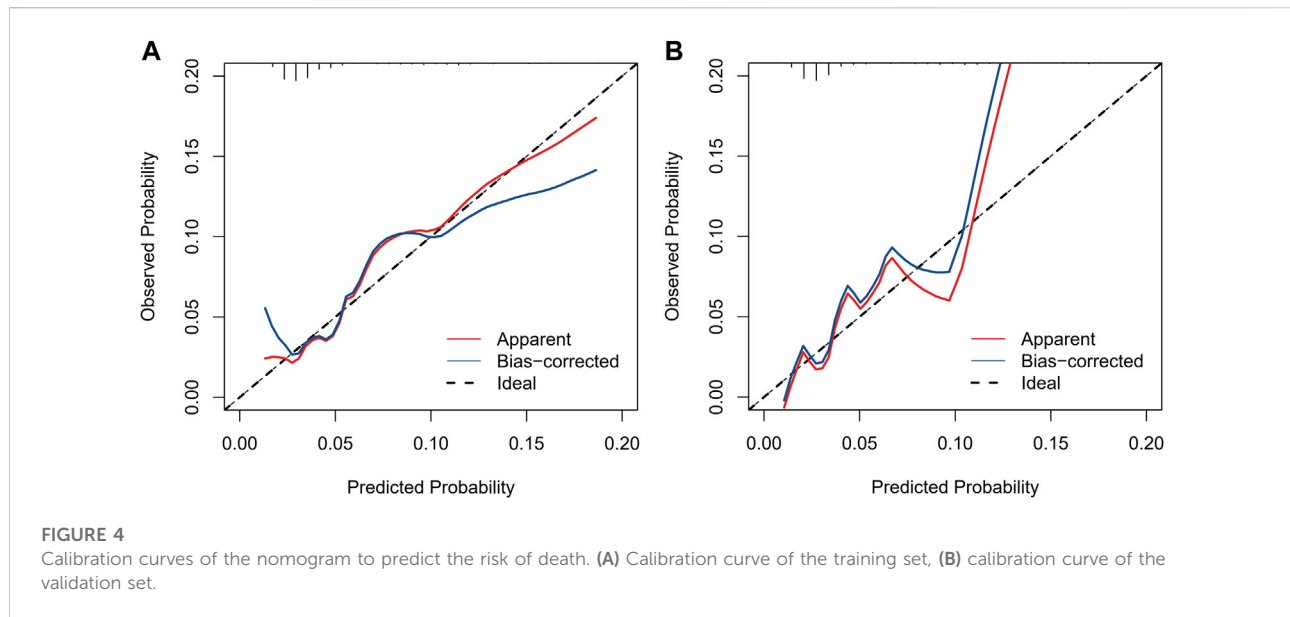 A
Observed Probability
0.20
0.15
0.10
0.05
0.00
Apparent
Bias-corrected
Ideal
0.00 0.05 0.10 0.15 0.20
Predicted Probability
B
Observed Probability
0.20
0.15
0.10
0.05
0.00
Apparent
Bias-corrected
Ideal
0.00 0.05 0.10 0.15 0.20
Predicted Probability
FIGURE 4
Calibration curves of the nomogram to predict the risk of death. (A) Calibration curve of the training set, (B) calibration curve of the
validation set.